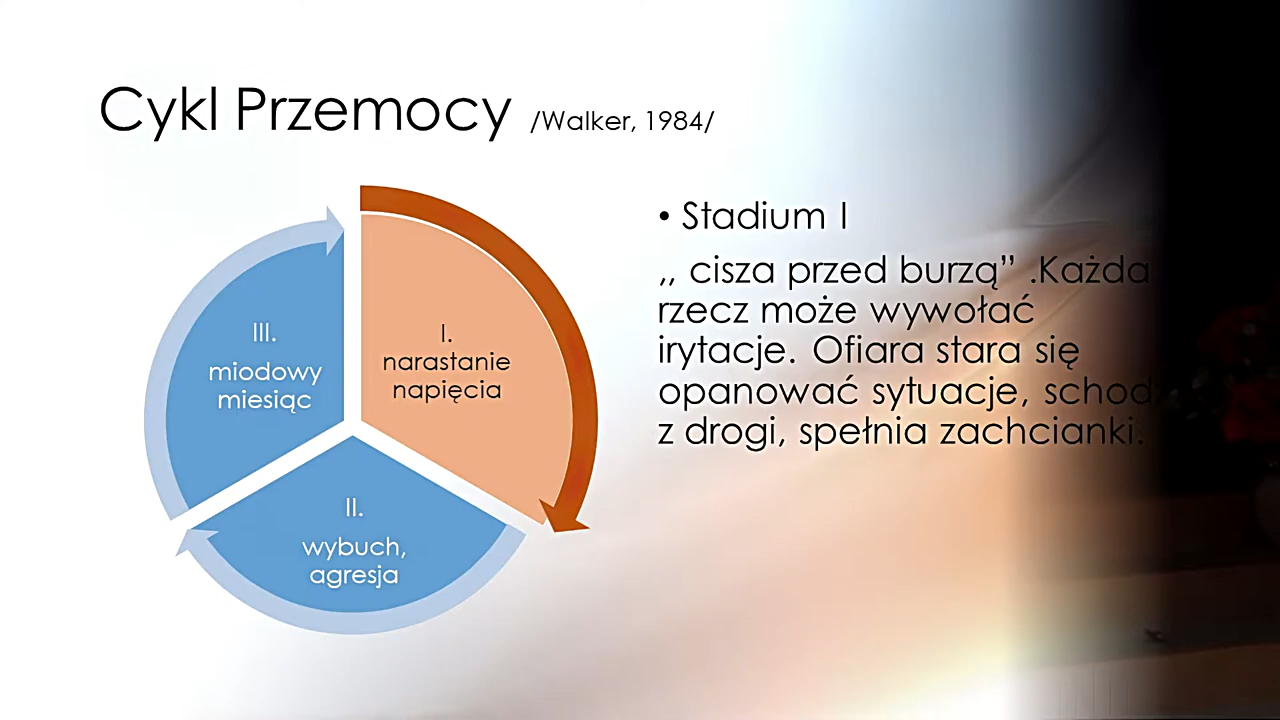 Cykl Przemocy /Walker, 1984/
III.
miodowy
miesiąc
I.
narastanie
napięcia
II.
wybuch,
agresja
• Stadium I
,, cisza przed burzą” .Każda
rzecz może wywołać
irytacje. Ofiara stara się
opanować sytuacje,
z drogi, spełnia zachcianki.